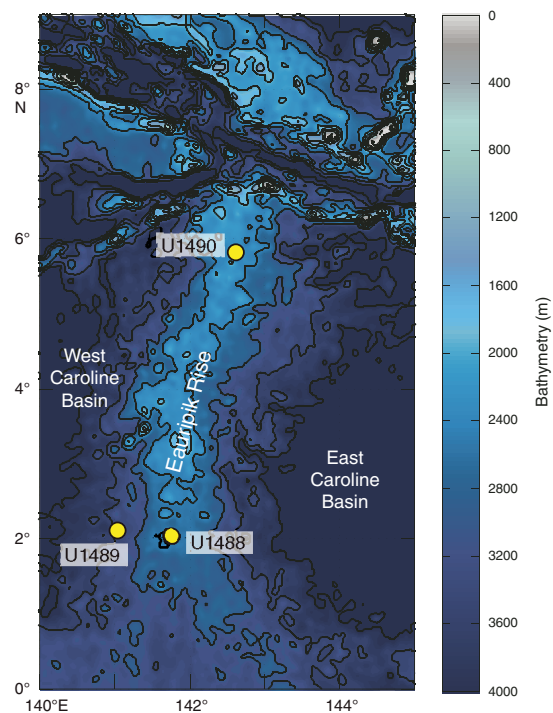 0
400
800
1200
1600
2000
2400
2800
3200
3600
4000
Bathymetry (m)
8°
N
6°
4°
2°
0°
140°E
142°
144°
U1490
West
Caroline
Basin
Eauripik Rise
East
Caroline
Basin
U1489
U1488